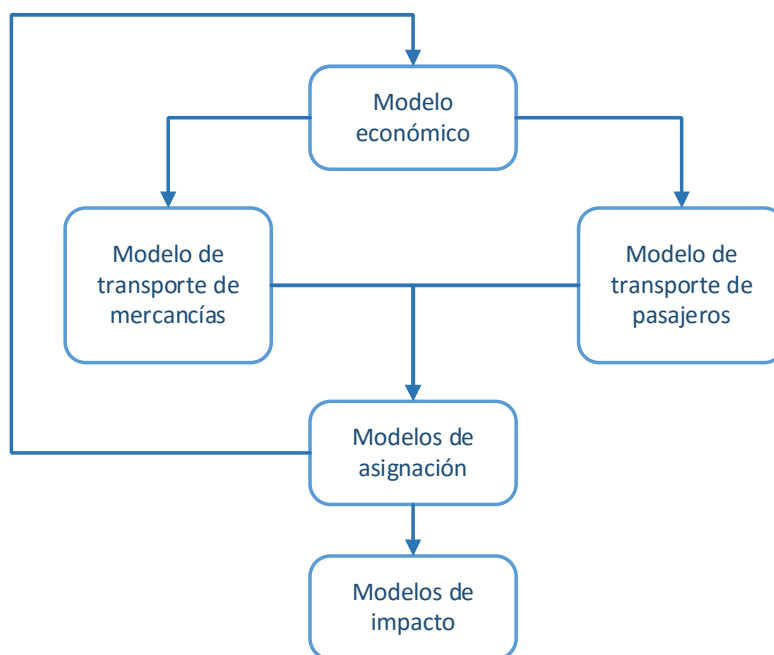 Modelo
económico
Modelo de
transporte de
mercancías
Modelo de
transporte de
pasajeros
Modelos de
asignación
Modelos de
impacto